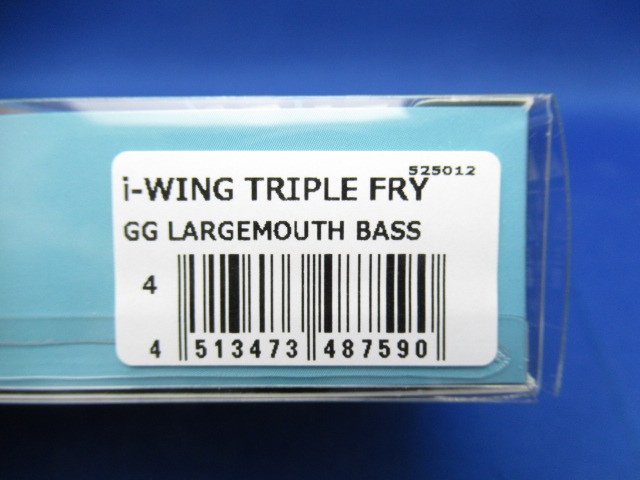 525012
i-WING TRIPLE FRY
GG LARGEMOUTH BASS
4
4 513473 487590